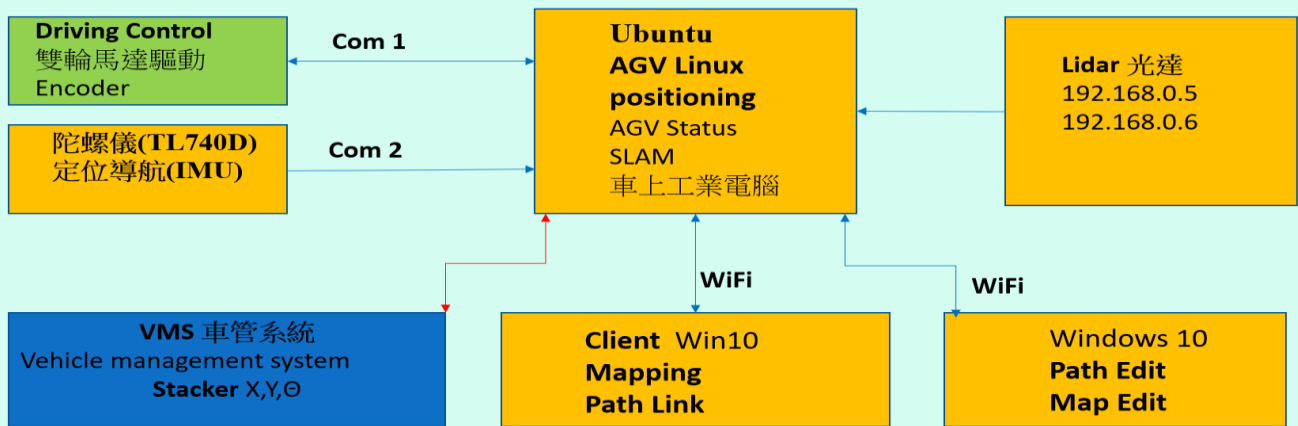 Driving Control
雙輪馬達驅動
Encoder
Com 1
Ubuntu
AGV Linux
positioning
AGV Status
SLAM
車上工業電腦
Lidar 光達
192.168.0.5
192.168.0.6
陀螺儀(TL740D)
定位導航(IMU)
Com 2
WiFi
WiFi
VMS 車管系統
Vehicle management system
Stacker X,Y,Θ
Client Win10
Mapping
Path Link
Windows 10
Path Edit
Map Edit